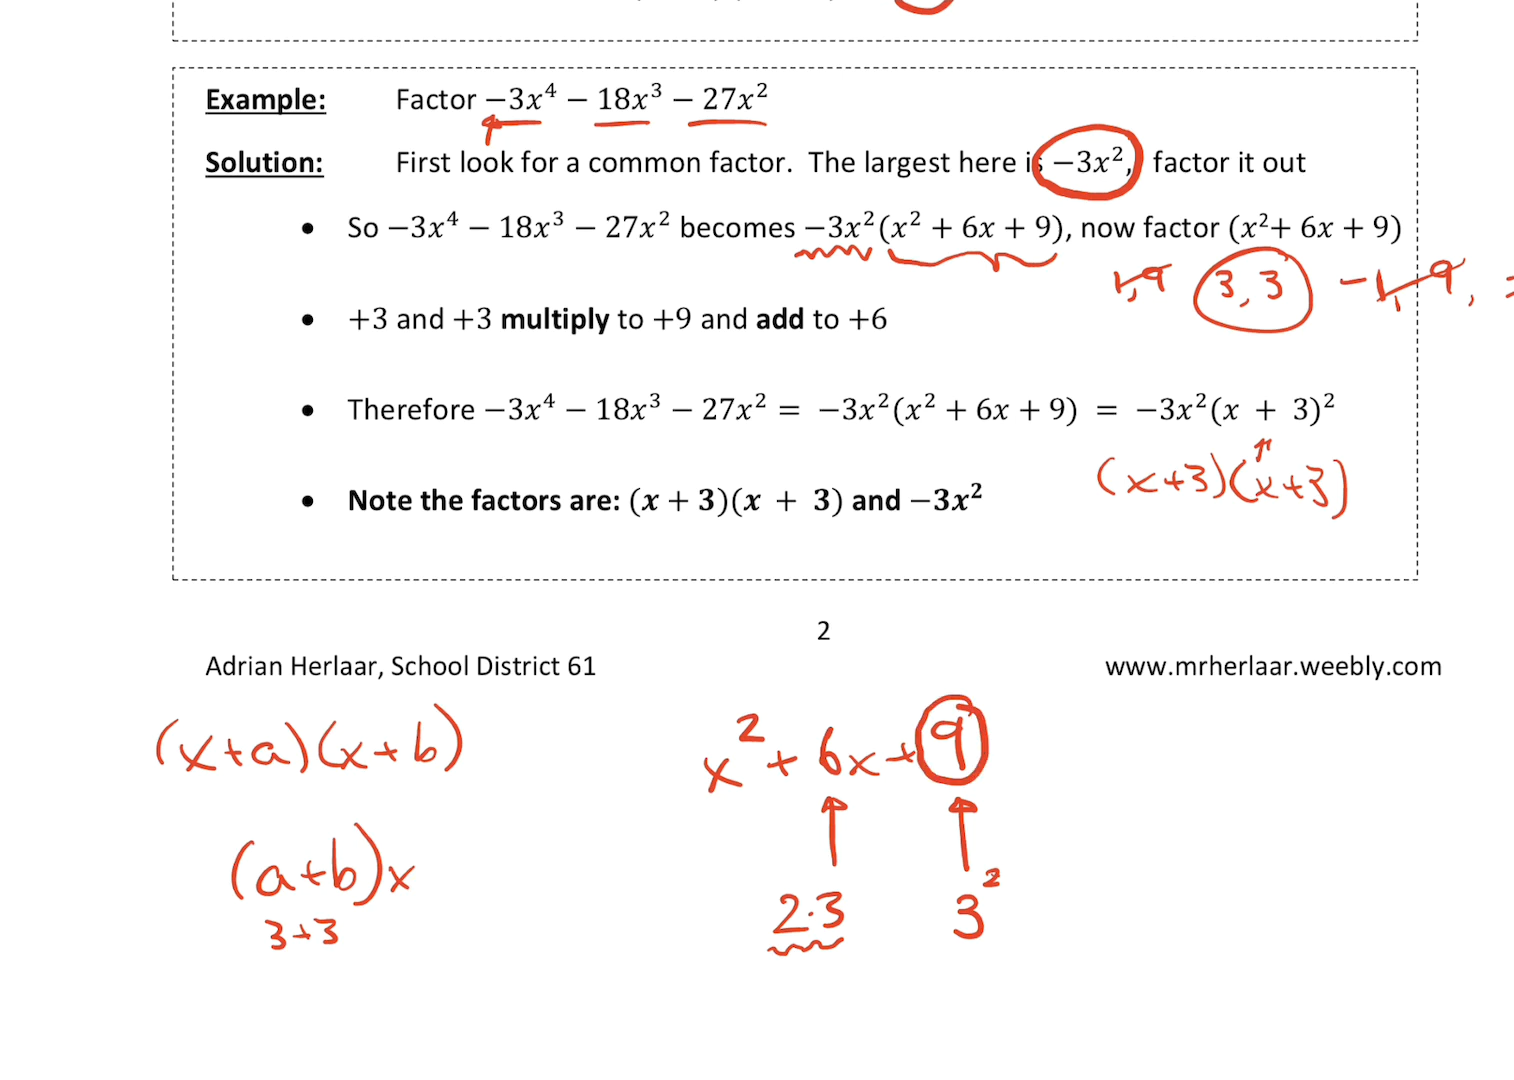 Example: Factor −3x⁴ − 18x³ − 27x²
Solution: First look for a common factor. The largest here is −3x², factor it out
• So −3x⁴ − 18x³ − 27x² becomes −3x²(x² + 6x + 9), now factor (x²+ 6x + 9)
1,9 3,3 −1,−9,
• +3 and +3 multiply to +9 and add to +6
• Therefore −3x⁴ − 18x³ − 27x² = −3x²(x² + 6x + 9) = −3x²(x + 3)²
(x+3)(x+3)
• Note the factors are: (x + 3)(x + 3) and −3x²
2
Adrian Herlaar, School District 61 www.mrherlaar.weebly.com
(x+a)(x+b) x²+6x+9
(a+b)x
3+3 2·3 3²